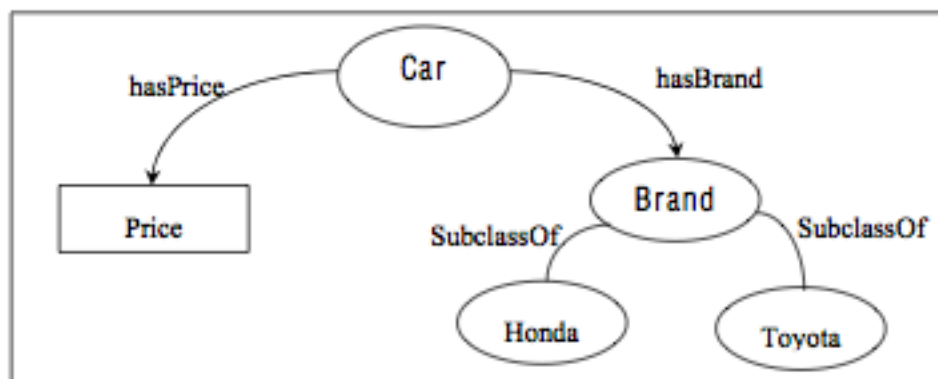 Car
hasPrice
hasBrand
Price
Brand
SubclassOf
SubclassOf
Honda
Toyota